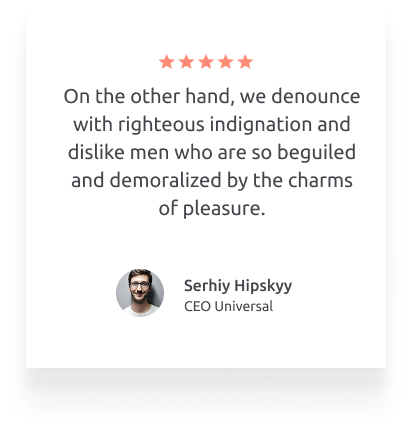 On the other hand, we denounce
with righteous indignation and
dislike men who are so beguiled
and demoralized by the charms
of pleasure.
Serhiy Hipskyy
CEO Universal